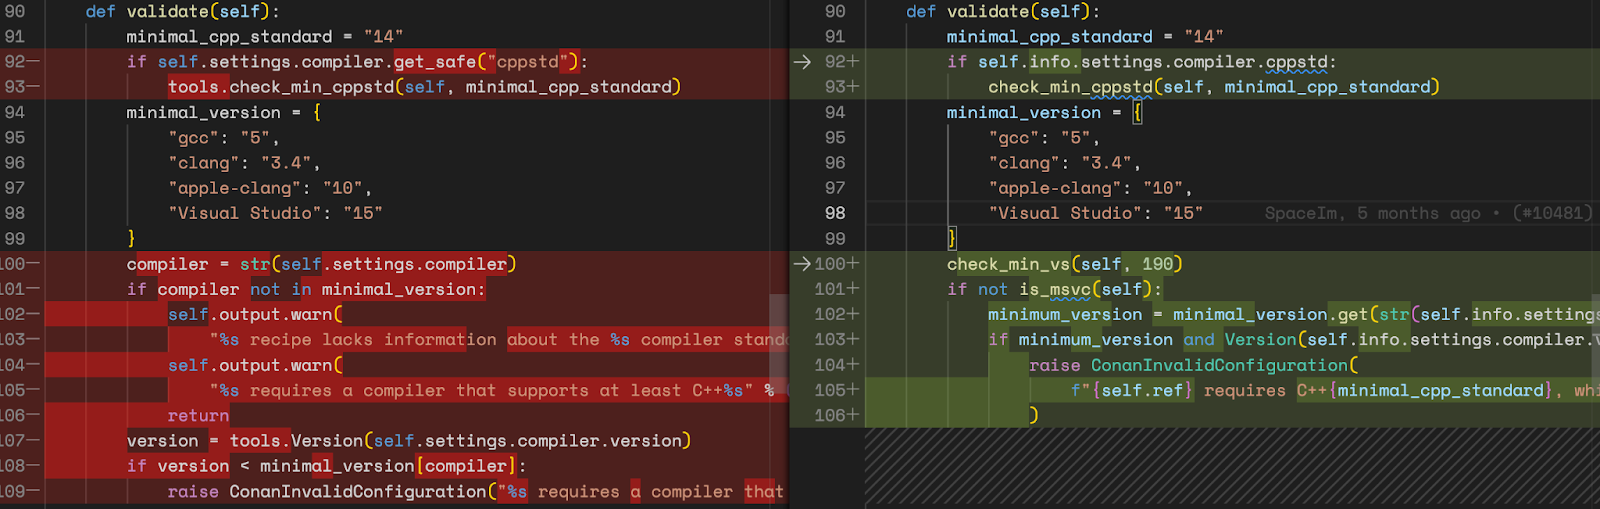 90 def validate(self):
91 minimal_cpp_standard = "14"
92— if self.settings.compiler.get_safe("cppstd"):
93— tools.check_min_cppstd(self, minimal_cpp_standard)
94 minimal_version = {
95 "gcc": "5",
96 "clang": "3.4",
97 "apple-clang": "10",
98 "Visual Studio": "15"
99 }
100— compiler = str(self.settings.compiler)
101— if compiler not in minimal_version:
102— self.output.warn(
103— "%s recipe lacks information about the %s compiler stand
104— self.output.warn(
105— "%s requires a compiler that supports at least C++%s" %
106— return
107— version = tools.Version(self.settings.compiler.version)
108— if version < minimal_version[compiler]:
109— raise ConanInvalidConfiguration("%s requires a compiler that
90 def validate(self):
91 minimal_cpp_standard = "14"
→ 92+ if self.info.settings.compiler.cppstd:
93+ check_min_cppstd(self, minimal_cpp_standard)
94 minimal_version = {
95 "gcc": "5",
96 "clang": "3.4",
97 "apple-clang": "10",
98 "Visual Studio": "15" SpaceIm, 5 months ago • (#10481)
99 }
→ 100+ check_min_vs(self, 190)
101+ if not is_msvc(self):
102+ minimum_version = minimal_version.get(str(self.info.settings
103+ if minimum_version and Version(self.info.settings.compiler.v
104+ raise ConanInvalidConfiguration(
105+ f"{self.ref} requires C++{minimal_cpp_standard}, whi
106+ )